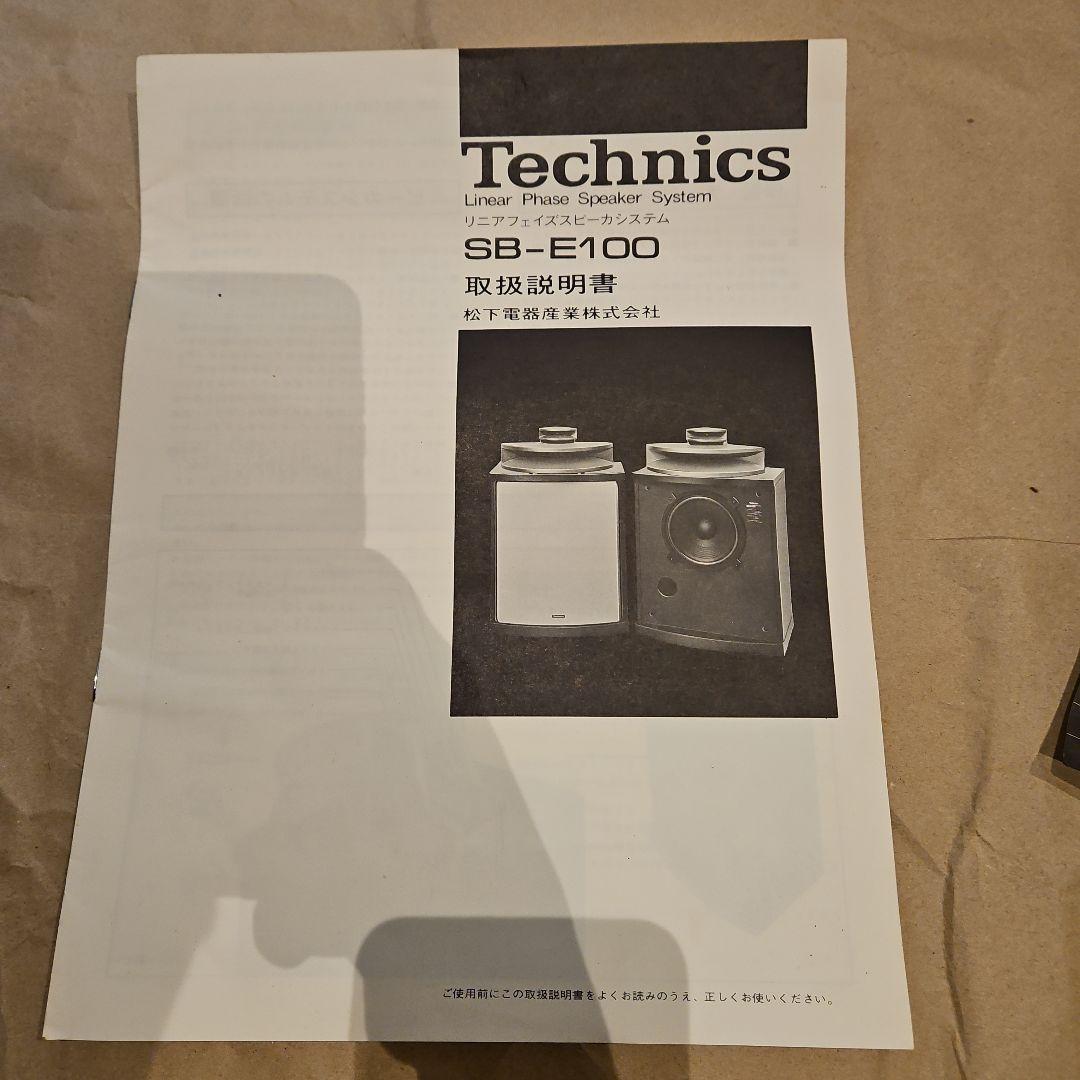 Technics
Linear Phase Speaker System
リニアフェイズスピーカシステム
SB-E100
取扱説明書
松下電器産業株式会社
ご使用前にこの取扱説明書をよくお読みのうえ、正しくお使いください。